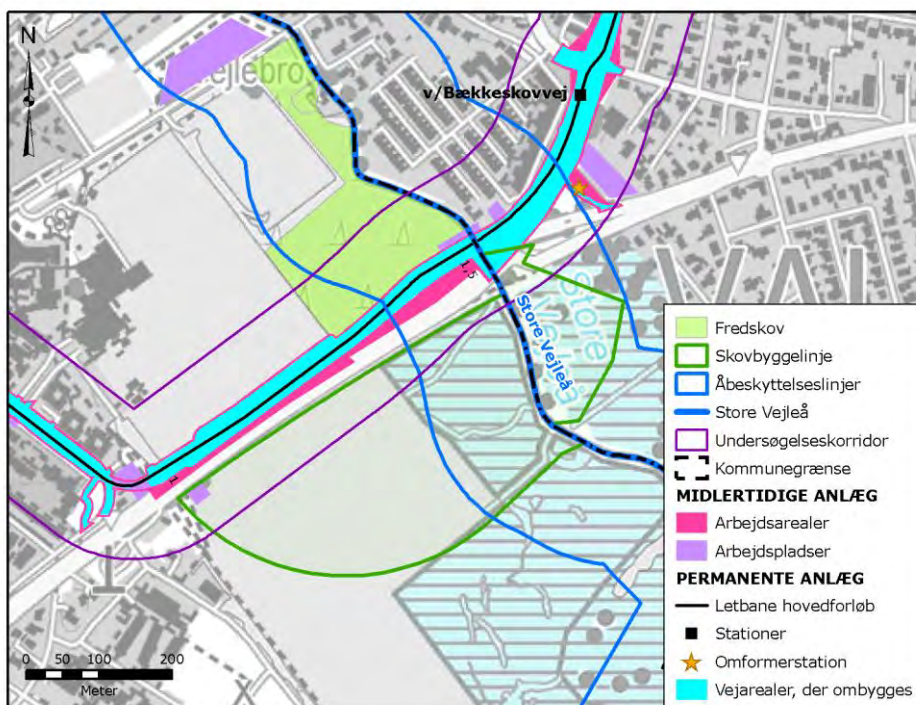 N
v/Bækkeskovvej
1,5
Store Vejleå
Store
1
0 50 100 200
Meter
Fredskov
Skovbyggelinje
Åbeskyttelseslinjer
Store Vejleå
Undersøgelseskorridor
Kommunegrænse
MIDLERTIDIGE ANLÆG
Arbejdsarealer
Arbejdspladser
PERMANENTE ANLÆG
Letbane hovedforløb
Stationer
Omformerstation
Vejarealer, der ombygges